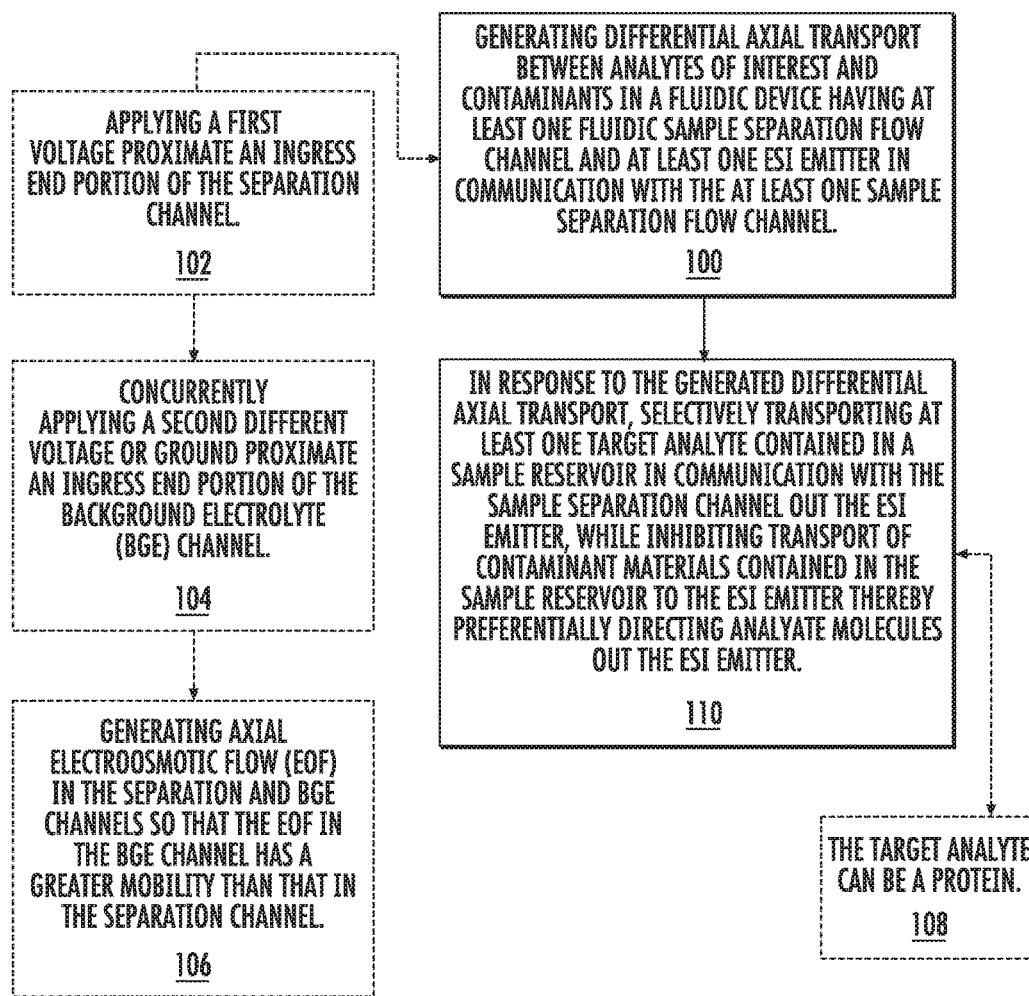 APPLYING A FIRST
VOLTAGE PROXIMATE AN INGRESS
END PORTION OF THE SEPARATION
CHANNEL.
102
CONCURRENTLY
APPLYING A SECOND DIFFERENT
VOLTAGE OR GROUND PROXIMATE
AN INGRESS END PORTION OF THE
BACKGROUND ELECTROLYTE
(BGE) CHANNEL.
104
GENERATING AXIAL
ELECTROOSMOTIC FLOW (EOF)
IN THE SEPARATION AND BGE
CHANNELS SO THAT THE EOF IN
THE BGE CHANNEL HAS A
GREATER MOBILITY THAN THAT IN
THE SEPARATION CHANNEL.
106
GENERATING DIFFERENTIAL AXIAL TRANSPORT
BETWEEN ANALYTES OF INTEREST AND
CONTAMINANTS IN A FLUIDIC DEVICE HAVING AT
LEAST ONE FLUIDIC SAMPLE SEPARATION FLOW
CHANNEL AND AT LEAST ONE ESI EMITTER IN
COMMUNICATION WITH THE AT LEAST ONE SAMPLE
SEPARATION FLOW CHANNEL.
100
IN RESPONSE TO THE GENERATED DIFFERENTIAL
AXIAL TRANSPORT, SELECTIVELY TRANSPORTING AT
LEAST ONE TARGET ANALYTE CONTAINED IN A
SAMPLE RESERVOIR IN COMMUNICATION WITH THE
SAMPLE SEPARATION CHANNEL OUT THE ESI
EMITTER, WHILE INHIBITING TRANSPORT OF
CONTAMINANT MATERIALS CONTAINED IN THE
SAMPLE RESERVOIR TO THE ESI EMITTER THEREBY
PREFERENTIALLY DIRECTING ANALYATE MOLECULES
OUT THE ESI EMITTER.
110
THE TARGET ANALYTE
CAN BE A PROTEIN.
108